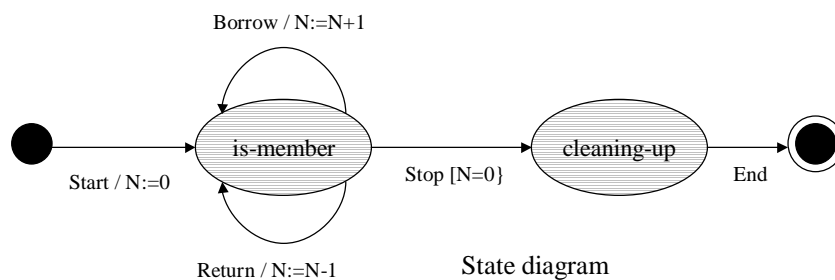 Borrow / N:=N+1
is-member
cleaning-up
Start / N:=0
Stop [N=0}
End
Return / N:=N-1
State diagram